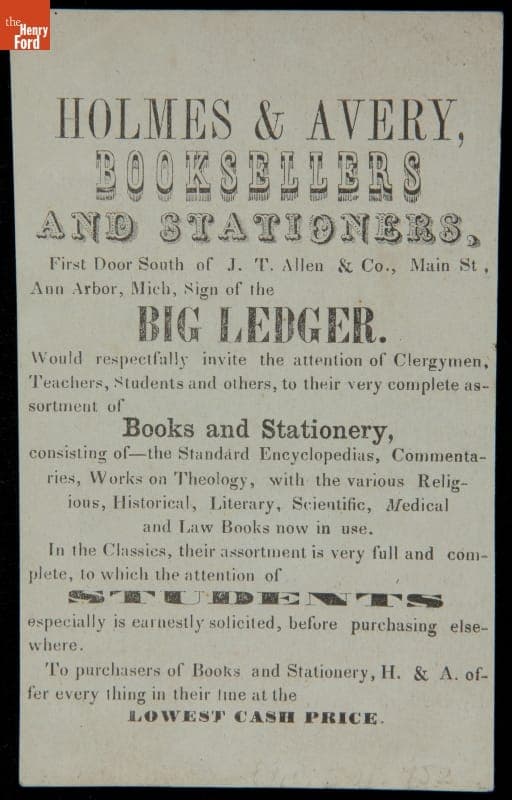 the
Henry
Ford
HOLMES & AVERY,
BOOKSELLERS
AND STATIONERS,
First Door South of J. T. Allen & Co., Main St ,
Ann Arbor, Mich, Sign of the
BIG LEDGER.
Would respectfully invite the attention of Clergymen,
Teachers, Students and others, to their very complete as-
sortment of
Books and Stationery,
consisting of—the Standard Encyclopedias, Commenta-
ries, Works on Theology, with the various Relig-
ious, Historical, Literary, Scientific, Medical
and Law Books now in use.
In the Classics, their assortment is very full and com-
plete, to which the attention of
STUDENTS
especially is earnestly solicited, before purchasing else-
where.
To purchasers of Books and Stationery, H. & A. of-
fer every thing in their line at the
LOWEST CASH PRICE.